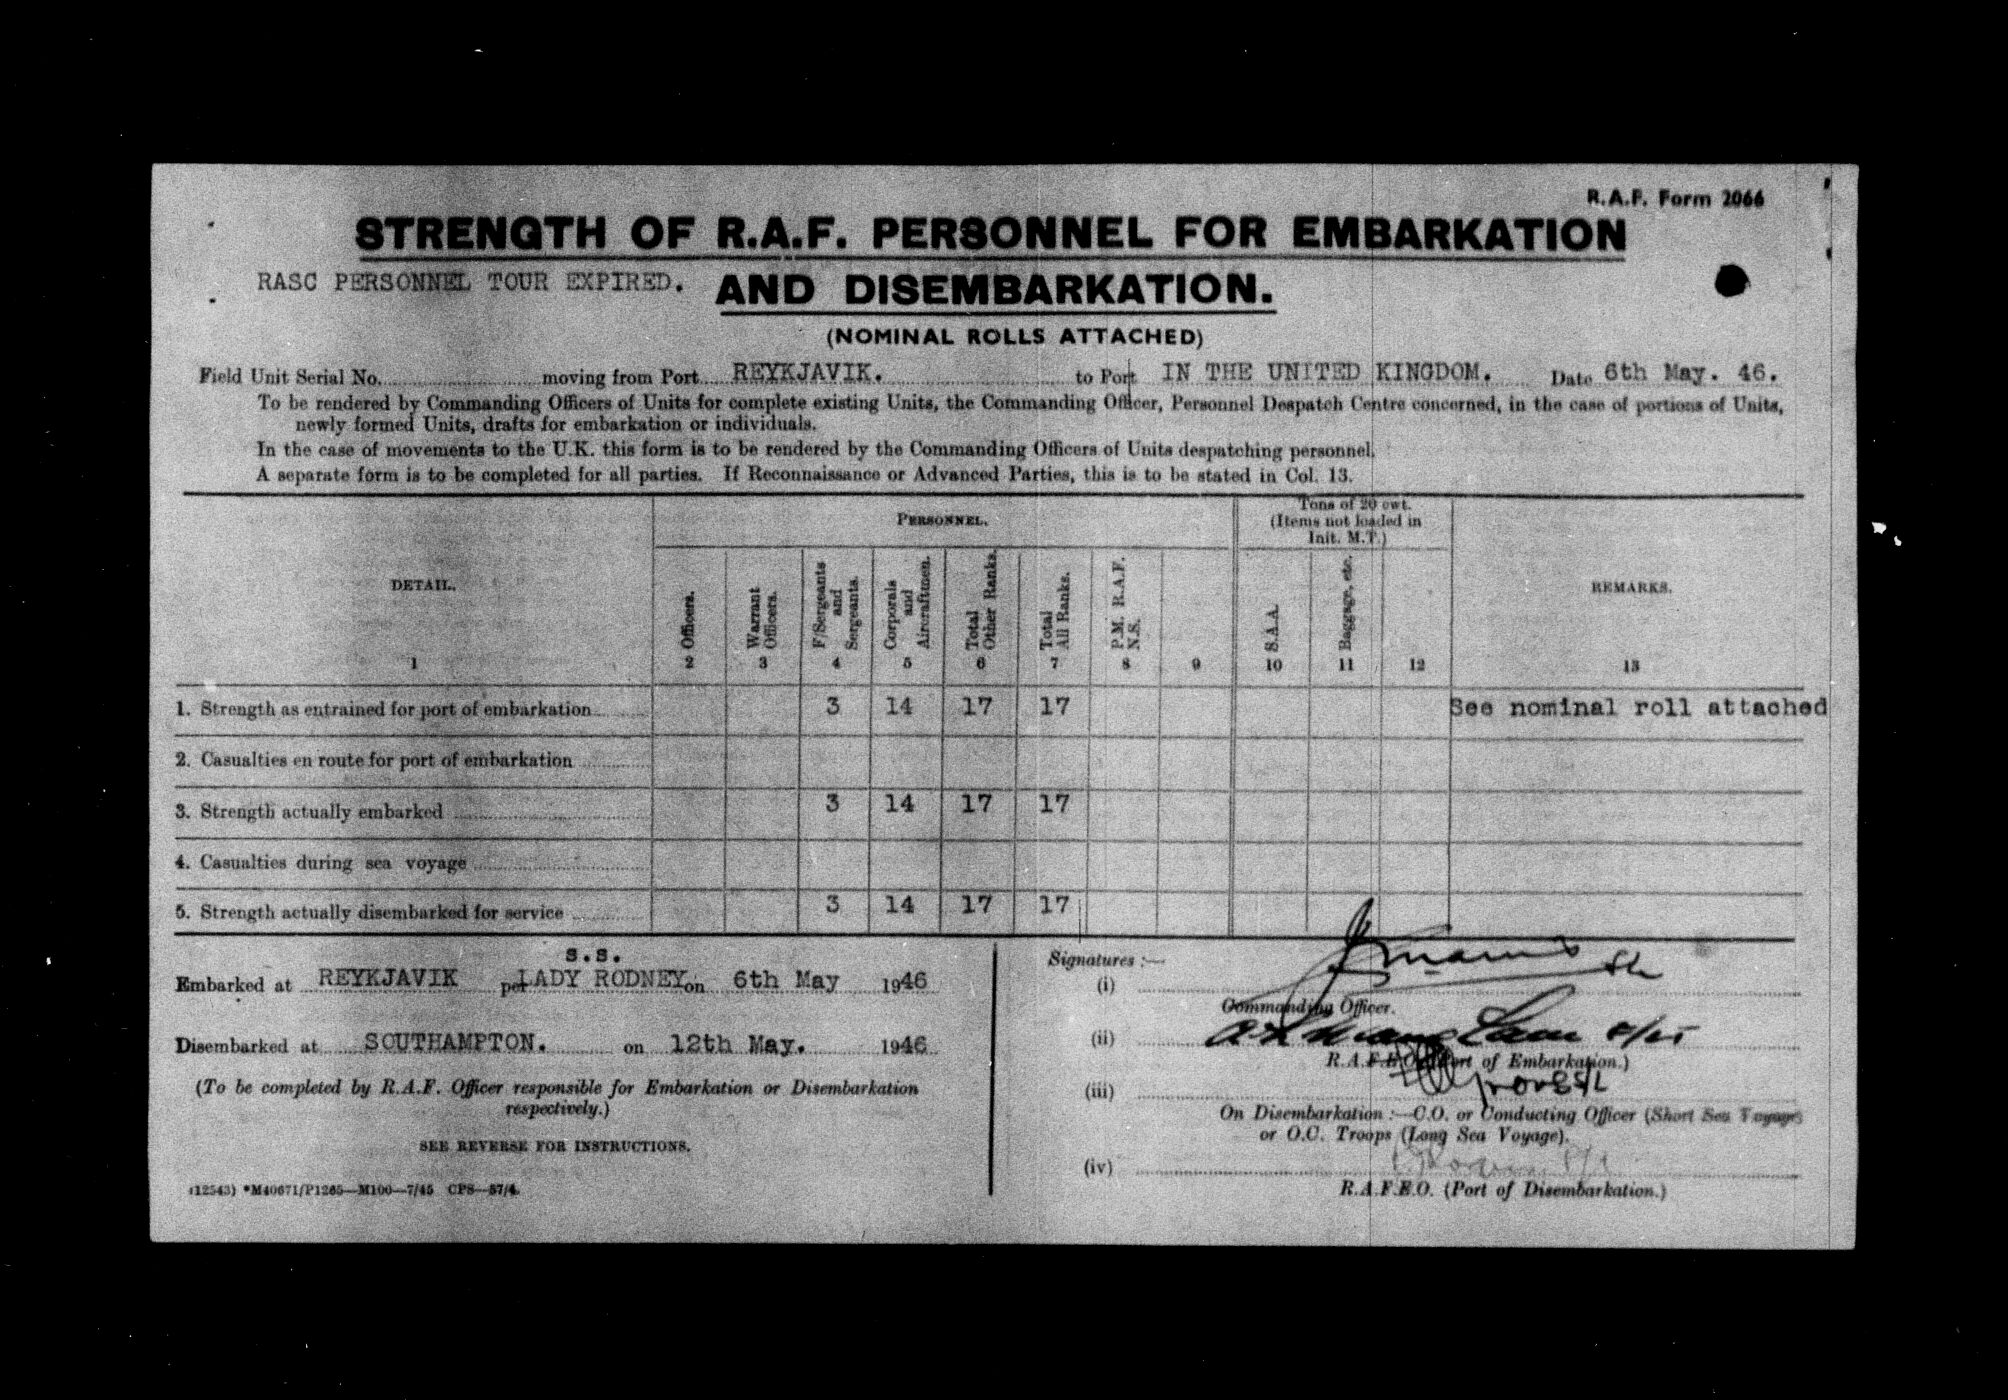 R.A.F. Form 2066
STRENGTH OF R.A.F. PERSONNEL FOR EMBARKATION
RASC PERSONNEL TOUR EXPIRED. AND DISEMBARKATION.
(NOMINAL ROLLS ATTACHED)
Field Unit Serial No. moving from Port REYKJAVIK. to Port IN THE UNITED KINGDOM. Date 6th May. 46.
To be rendered by Commanding Officers of Units for complete existing Units, the Commanding Officer, Personnel Despatch Centre concerned, in the case of portions of Units,
newly formed Units, drafts for embarkation or individuals.
In the case of movements to the U.K. this form is to be rendered by the Commanding Officers of Units despatching personnel.
A separate form is to be completed for all parties. If Reconnaissance or Advanced Parties, this is to be stated in Col. 13.
DETAIL.
PERSONNEL.
Tons of 20 cwt.
(Items not loaded in
Init. M.T.)
REMARKS.
Officers.
Warrant
Officers.
F/Sergeants
and
Sergeants.
Corporals
and
Aircraftmen.
Total
Other Ranks.
Total
All Ranks.
P.M. R.A.F.
N.S.
S.A.A.
Baggage, etc.
1 2 3 4 5 6 7 8 9 10 11 12 13
1. Strength as entrained for port of embarkation 3 14 17 17 See nominal roll attached
2. Casualties en route for port of embarkation
3. Strength actually embarked 3 14 17 17
4. Casualties during sea voyage
5. Strength actually disembarked for service 3 14 17 17
S.S.
Embarked at REYKJAVIK per LADY RODNEY on 6th May 1946
Disembarked at SOUTHAMPTON. on 12th May. 1946
(To be completed by R.A.F. Officer responsible for Embarkation or Disembarkation
respectively.)
SEE REVERSE FOR INSTRUCTIONS.
(12543) *M40671/P1265—M100—7/45 CPS—57/4.
Signatures :—
(i)
Commanding Officer.
(ii)
R.A.F.E.O. (Port of Embarkation.)
(iii)
On Disembarkation :—C.O. or Conducting Officer (Short Sea Voyage)
or O.C. Troops (Long Sea Voyage).
(iv)
R.A.F.E.O. (Port of Disembarkation.)